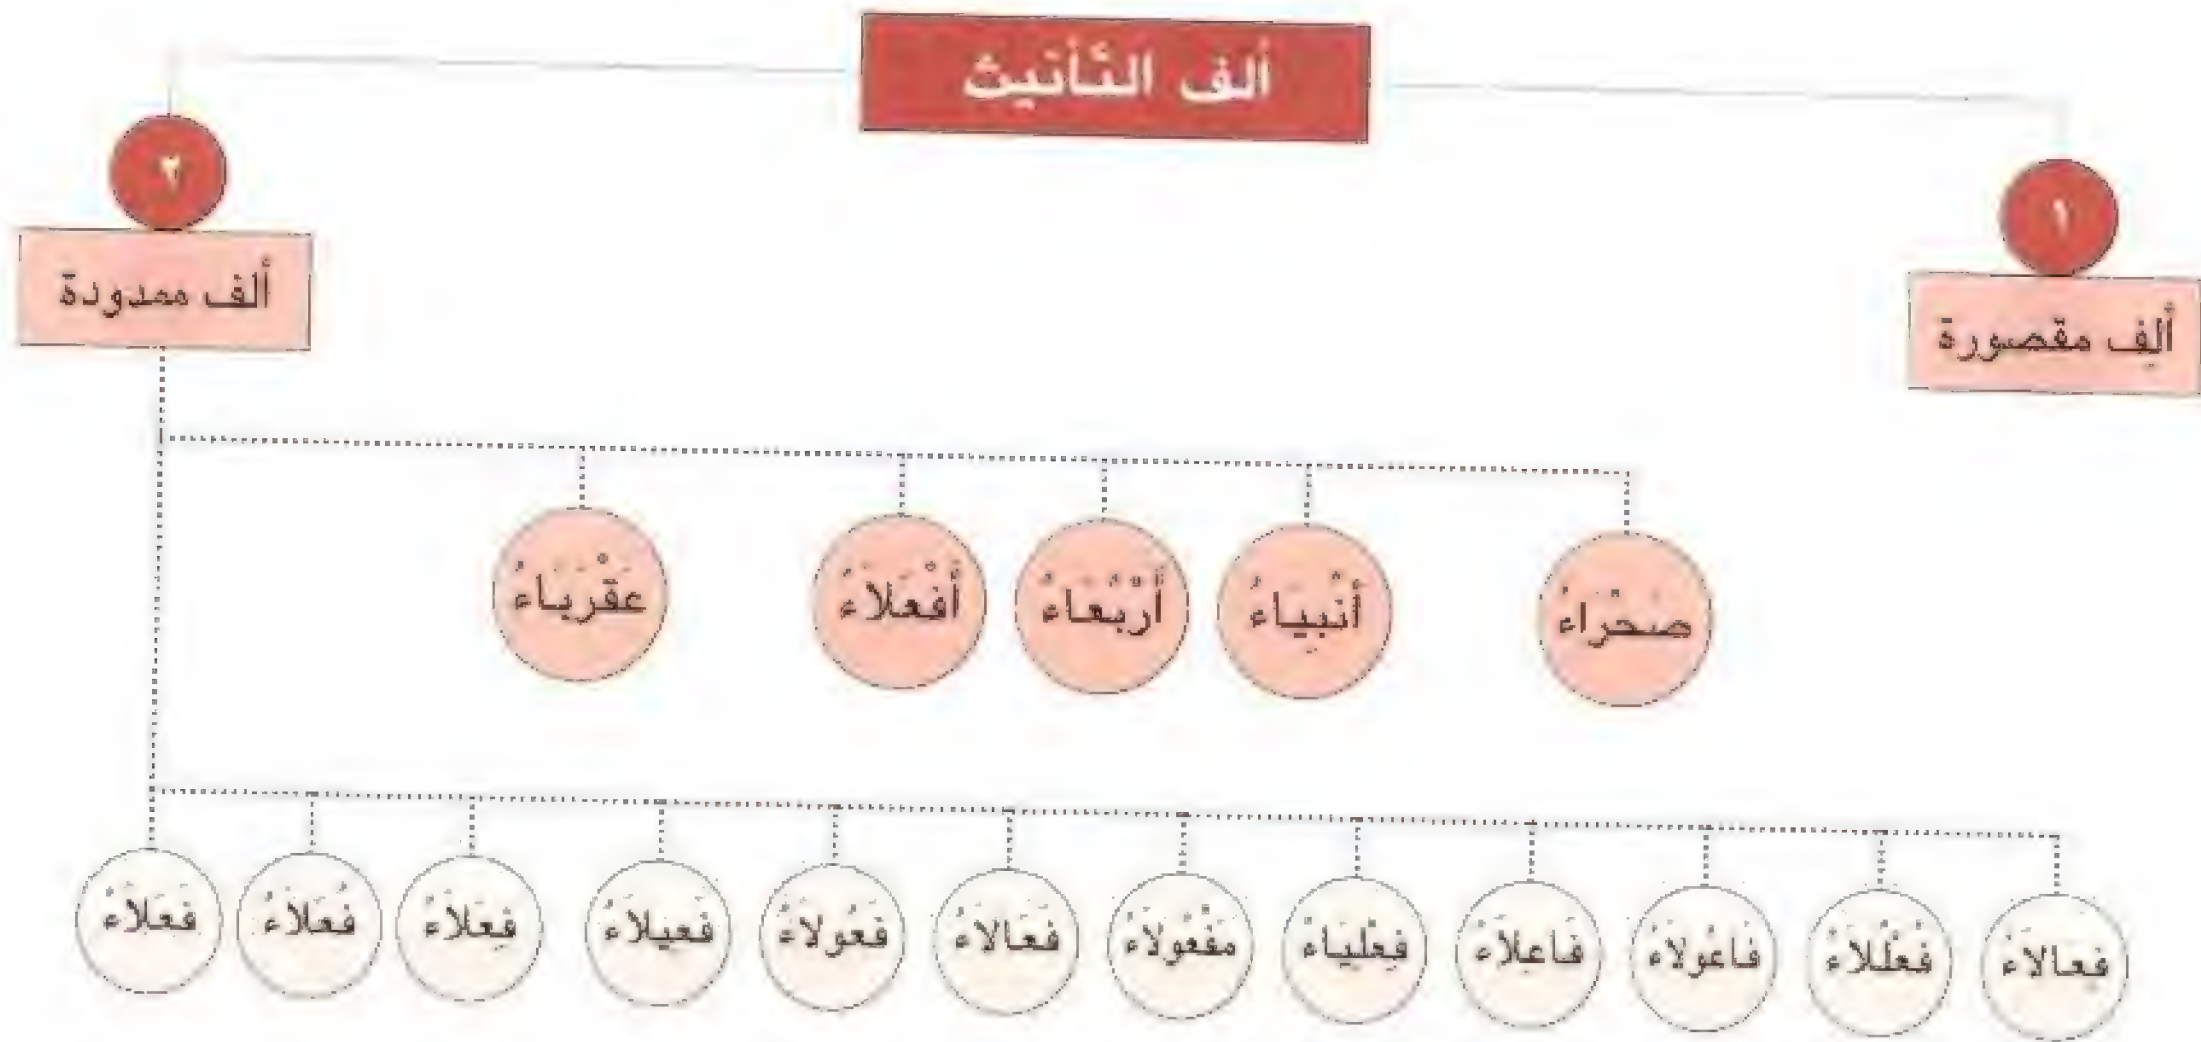 ألف التأنيث
١
ألِف مقصورة
٢
ألف ممدودة
صَحْرَاءُ
أَنْبِيَاءُ
أَرْبُعَاءُ
أَفْعَلَاءُ
عَقْرَبَاءُ
فِعَالَاءُ
فُعْلُلَاءُ
فَاعُولَاءُ
فَاعِلَاءُ
فِعْلِيَاءُ
مَفْعُولَاءُ
فَعَالَاءُ
فَعُولَاءُ
فَعِيلَاءُ
فِعَلَاءُ
فُعَلَاءُ
فَعَلَاءُ